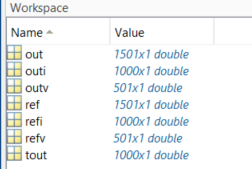 Workspace
Name Value
out 1501x1 double
outi 1000x1 double
outv 501x1 double
ref 1501x1 double
refi 1000x1 double
refv 501x1 double
tout 1000x1 double